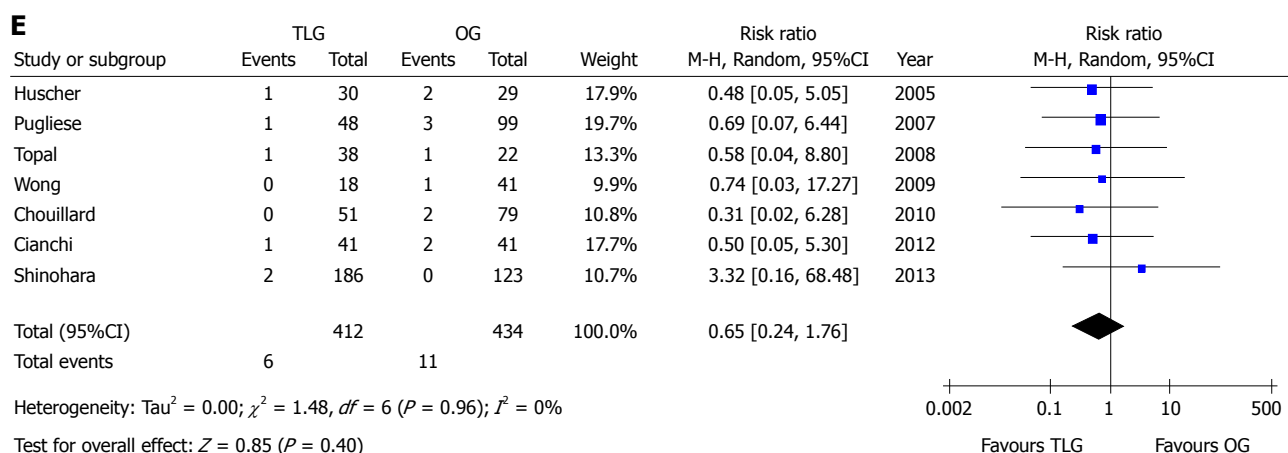 E
TLG OG Risk ratio Risk ratio
Study or subgroup Events Total Events Total Weight M-H, Random, 95%CI Year M-H, Random, 95%CI
Huscher 1 30 2 29 17.9% 0.48 [0.05, 5.05] 2005
Pugliese 1 48 3 99 19.7% 0.69 [0.07, 6.44] 2007
Topal 1 38 1 22 13.3% 0.58 [0.04, 8.80] 2008
Wong 0 18 1 41 9.9% 0.74 [0.03, 17.27] 2009
Chouillard 0 51 2 79 10.8% 0.31 [0.02, 6.28] 2010
Cianchi 1 41 2 41 17.7% 0.50 [0.05, 5.30] 2012
Shinohara 2 186 0 123 10.7% 3.32 [0.16, 68.48] 2013
Total (95%CI) 412 434 100.0% 0.65 [0.24, 1.76]
Total events 6 11
Heterogeneity: Tau² = 0.00; χ² = 1.48, df = 6 (P = 0.96); I² = 0%
0.002 0.1 1 10 500
Test for overall effect: Z = 0.85 (P = 0.40)
Favours TLG Favours OG